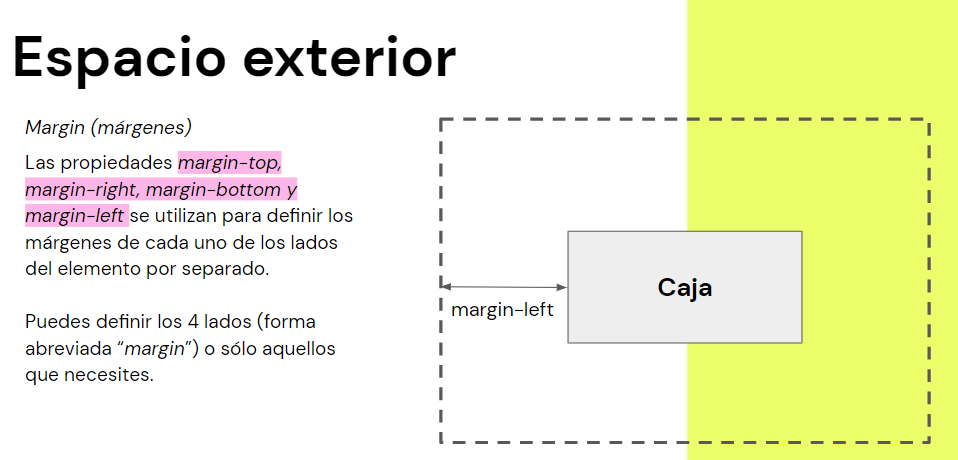 Espacio exterior
Margin (márgenes)
Las propiedades margin-top,
margin-right, margin-bottom y
margin-left se utilizan para definir los
márgenes de cada uno de los lados
del elemento por separado.
Puedes definir los 4 lados (forma
abreviada “margin”) o sólo aquellos
que necesites.
Caja
margin-left